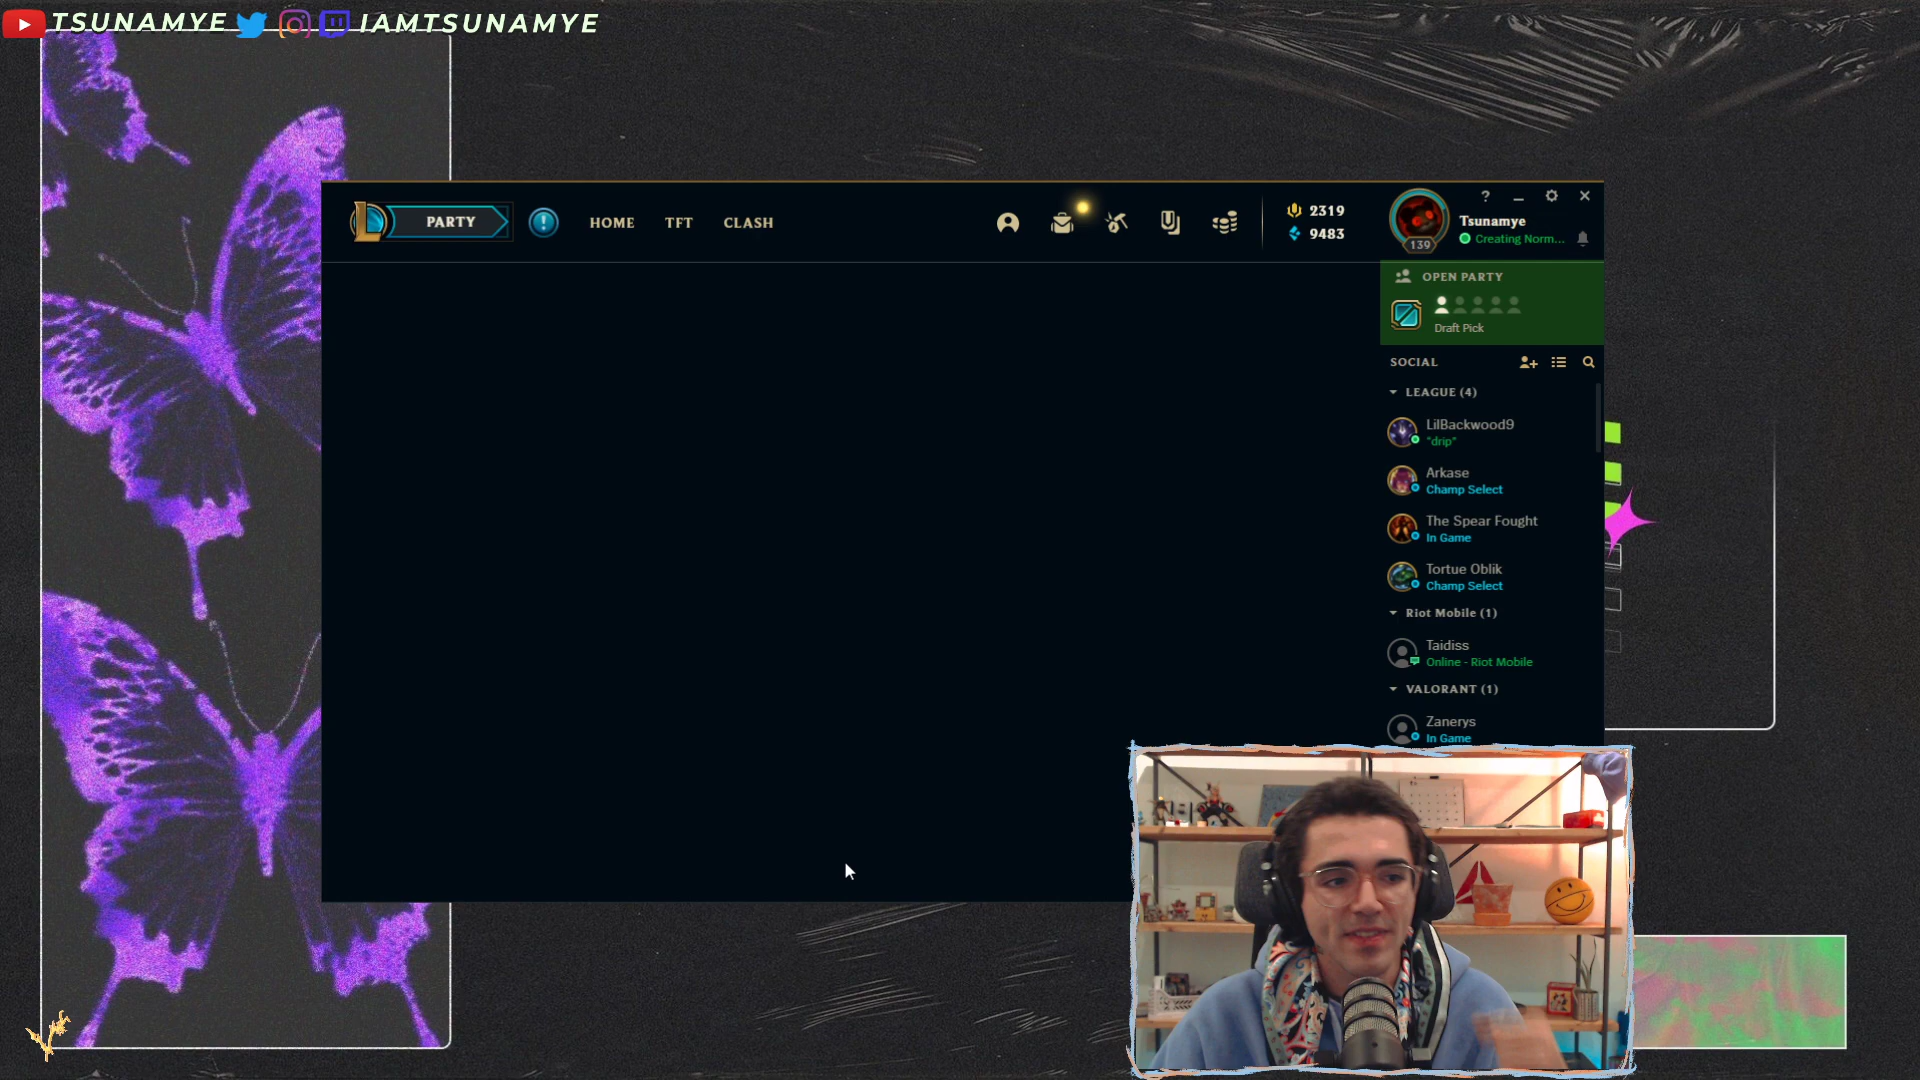 TSUNAMYE IAMTSUNAMYE
PARTY
HOME TFT CLASH
2319
9483
139
Tsunamye
Creating Norm...
OPEN PARTY
Draft Pick
SOCIAL
LEAGUE (4)
LilBackwood9
"drip"
Arkase
Champ Select
The Spear Fought
In Game
Tortue Oblik
Champ Select
Riot Mobile (1)
Taidiss
Online - Riot Mobile
VALORANT (1)
Zanerys
In Game